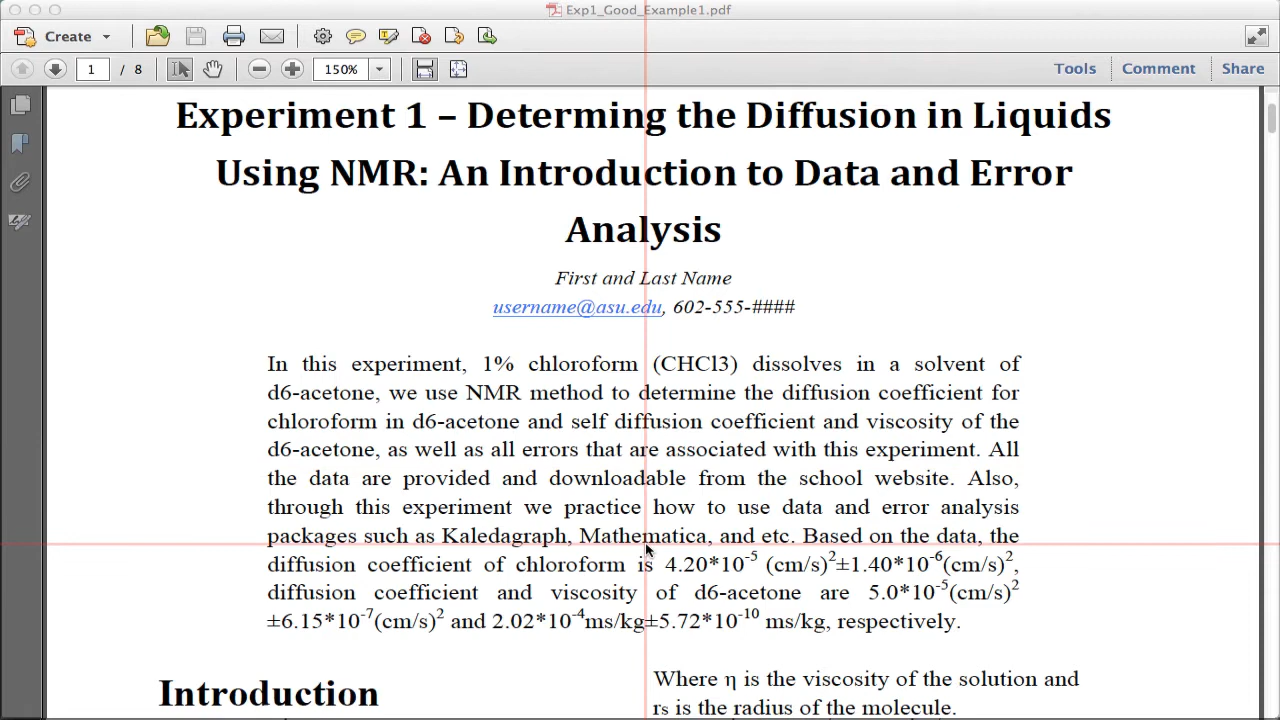 Exp1_Good_Example1.pdf
Create
1 / 8 150% Tools Comment Share
Experiment 1 – Determing the Diffusion in Liquids
Using NMR: An Introduction to Data and Error
Analysis
First and Last Name
username@asu.edu, 602-555-####
In this experiment, 1% chloroform (CHCl3) dissolves in a solvent of
d6-acetone, we use NMR method to determine the diffusion coefficient for
chloroform in d6-acetone and self diffusion coefficient and viscosity of the
d6-acetone, as well as all errors that are associated with this experiment. All
the data are provided and downloadable from the school website. Also,
through this experiment we practice how to use data and error analysis
packages such as Kaledagraph, Mathematica, and etc. Based on the data, the
diffusion coefficient of chloroform is 4.20*10⁻⁵ (cm/s)²±1.40*10⁻⁶(cm/s)²,
diffusion coefficient and viscosity of d6-acetone are 5.0*10⁻⁵(cm/s)²
±6.15*10⁻⁷(cm/s)² and 2.02*10⁻⁴ms/kg±5.72*10⁻¹⁰ ms/kg, respectively.
Introduction
Where η is the viscosity of the solution and
rs is the radius of the molecule.